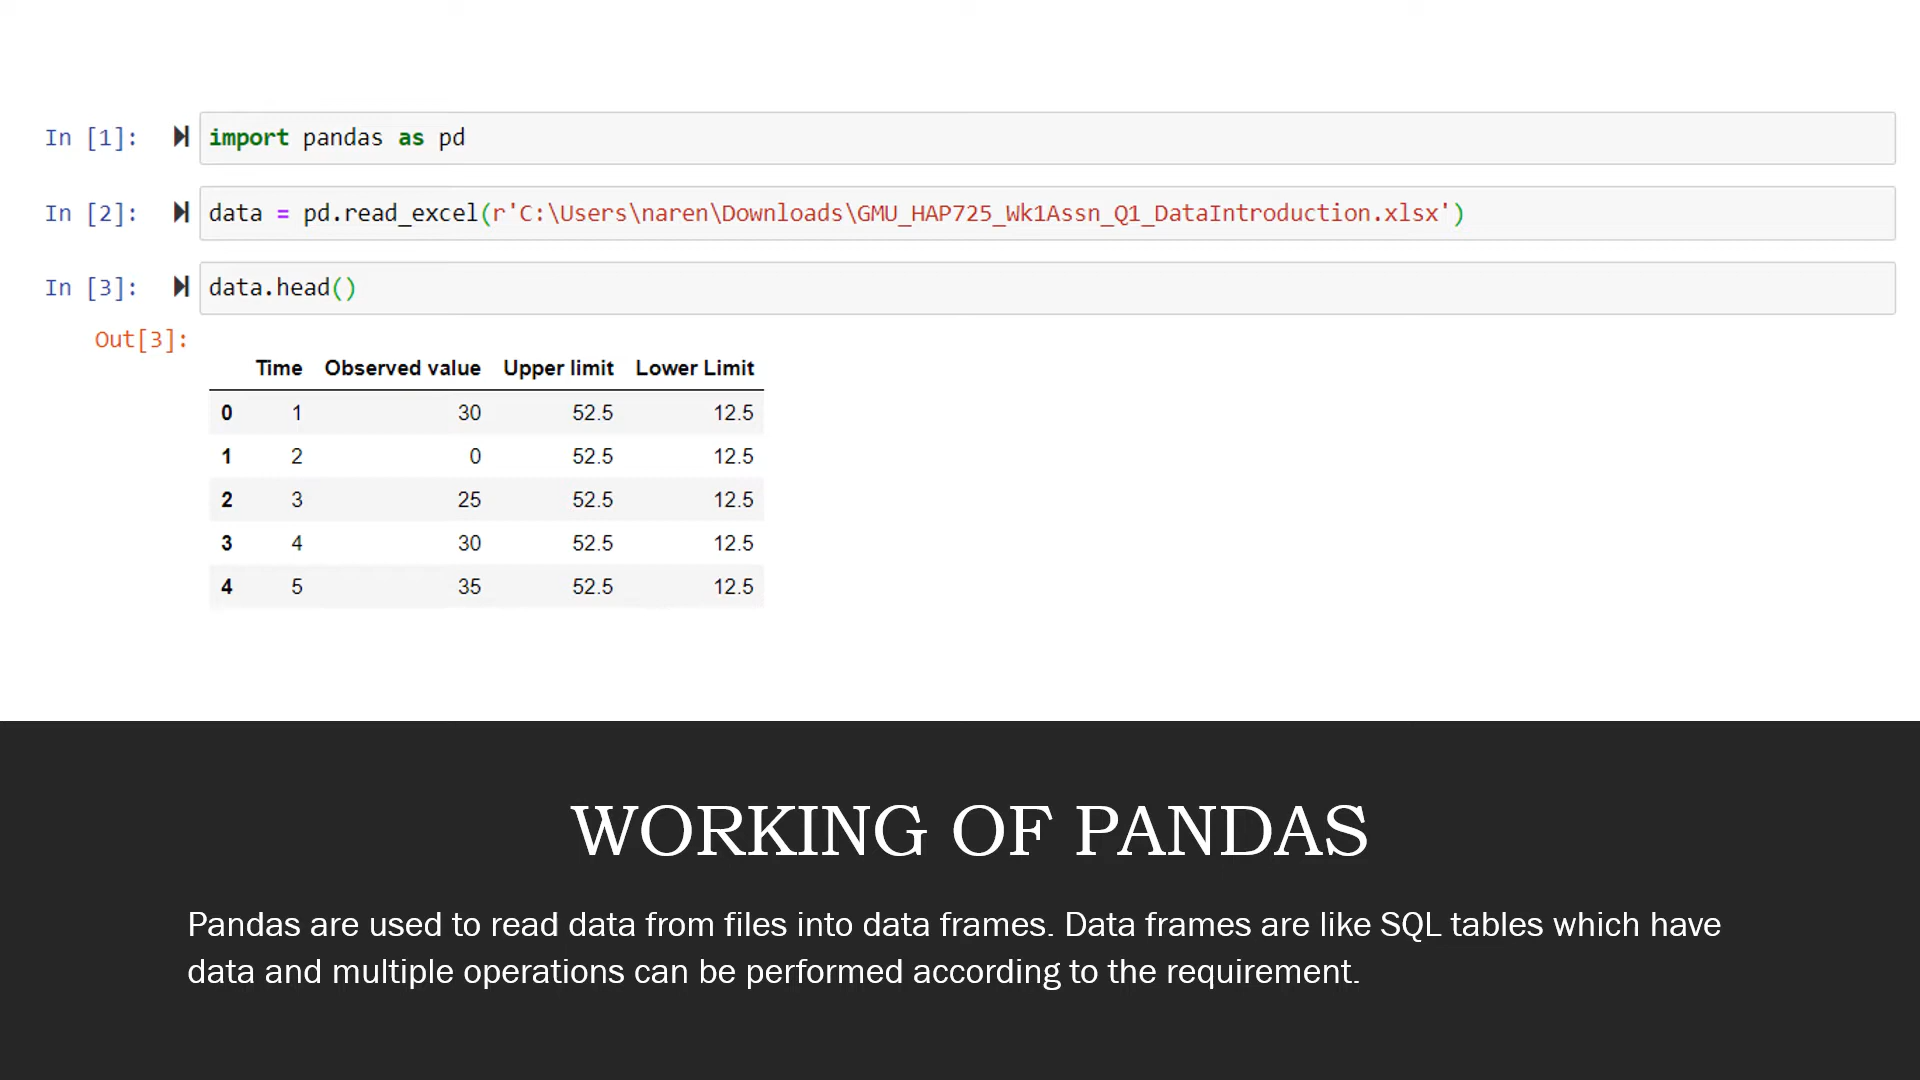 In [1]: import pandas as pd
In [2]: data = pd.read_excel(r'C:\Users\naren\Downloads\GMU_HAP725_Wk1Assn_Q1_DataIntroduction.xlsx')
In [3]: data.head()
Out[3]:
Time Observed value Upper limit Lower Limit
0 1 30 52.5 12.5
1 2 0 52.5 12.5
2 3 25 52.5 12.5
3 4 30 52.5 12.5
4 5 35 52.5 12.5
WORKING OF PANDAS
Pandas are used to read data from files into data frames. Data frames are like SQL tables which have
data and multiple operations can be performed according to the requirement.